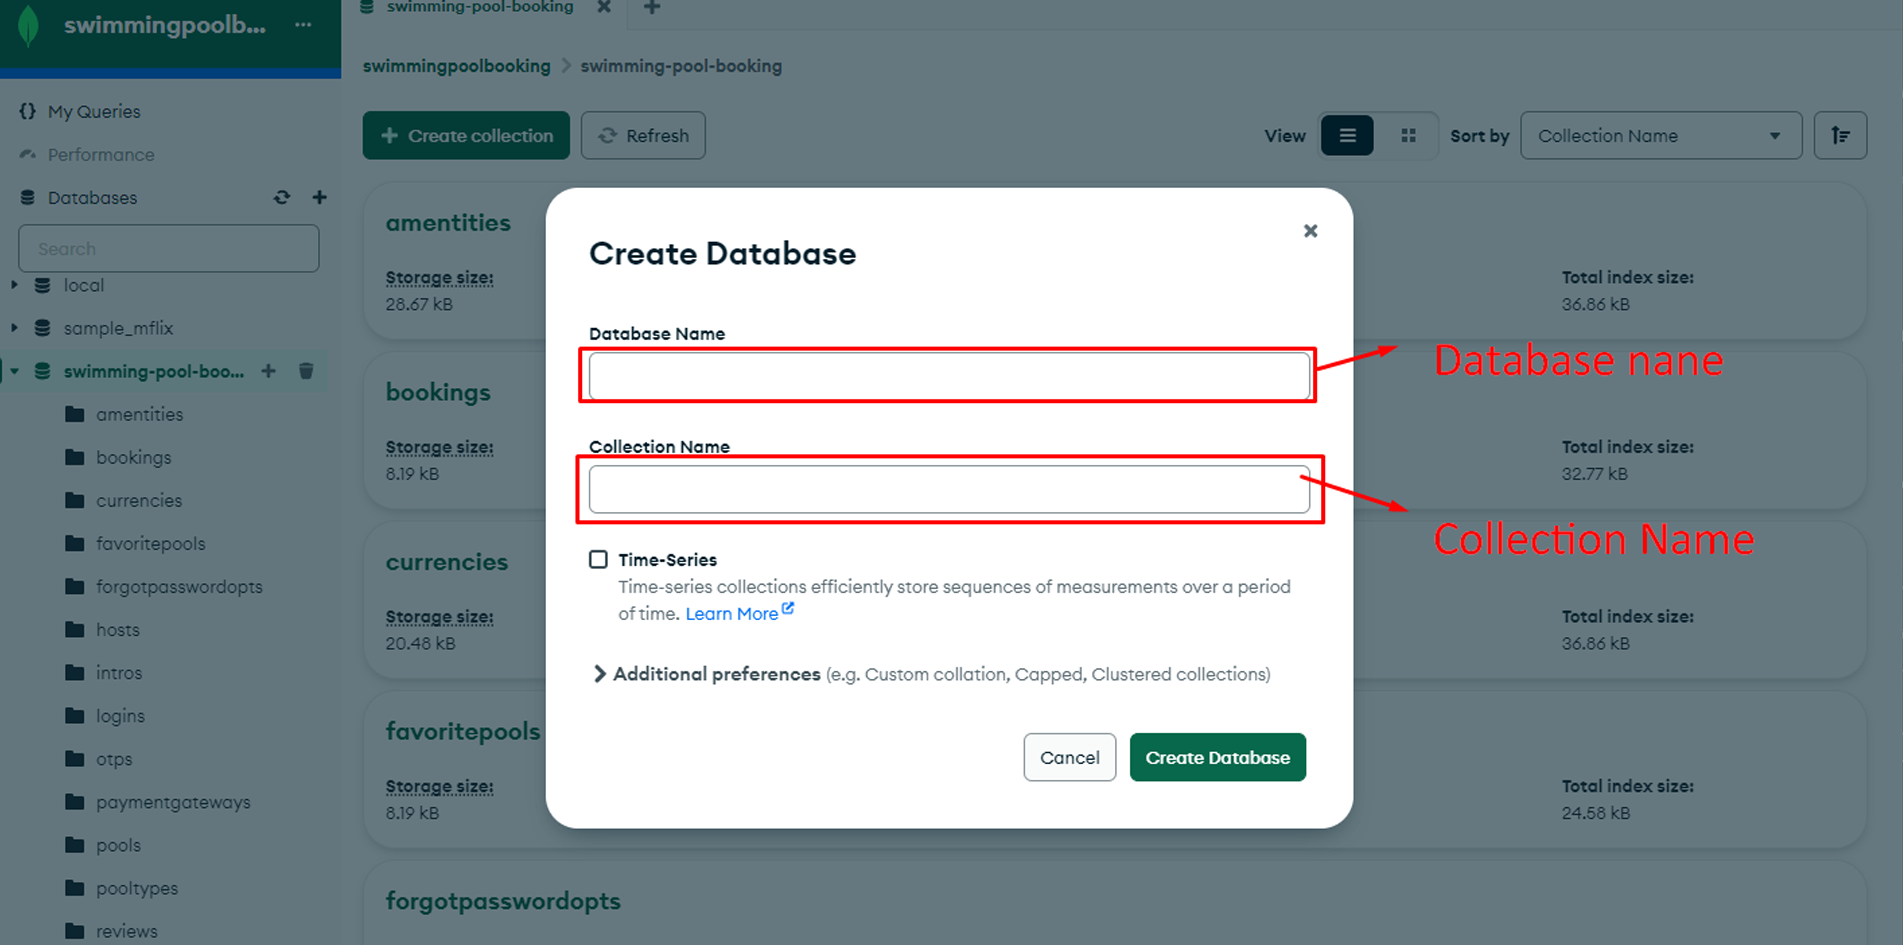 swimmingpoolb...
swimming-pool-booking
swimmingpoolbooking > swimming-pool-booking
My Queries
Performance
Databases
Search
local
sample_mflix
swimming-pool-boo...
amentities
bookings
currencies
favoritepools
forgotpasswordopts
hosts
intros
logins
otps
paymentgateways
pools
pooltypes
reviews
Create collection
Refresh
View
Sort by
Collection Name
amentities
Storage size:
28.67 kB
Total index size:
36.86 kB
bookings
Storage size:
8.19 kB
Total index size:
32.77 kB
currencies
Storage size:
20.48 kB
Total index size:
36.86 kB
favoritepools
Storage size:
8.19 kB
Total index size:
24.58 kB
forgotpasswordopts
Create Database
Database Name
Collection Name
Time-Series
Time-series collections efficiently store sequences of measurements over a period
of time. Learn More
Additional preferences (e.g. Custom collation, Capped, Clustered collections)
Cancel
Create Database
Database nane
Collection Name